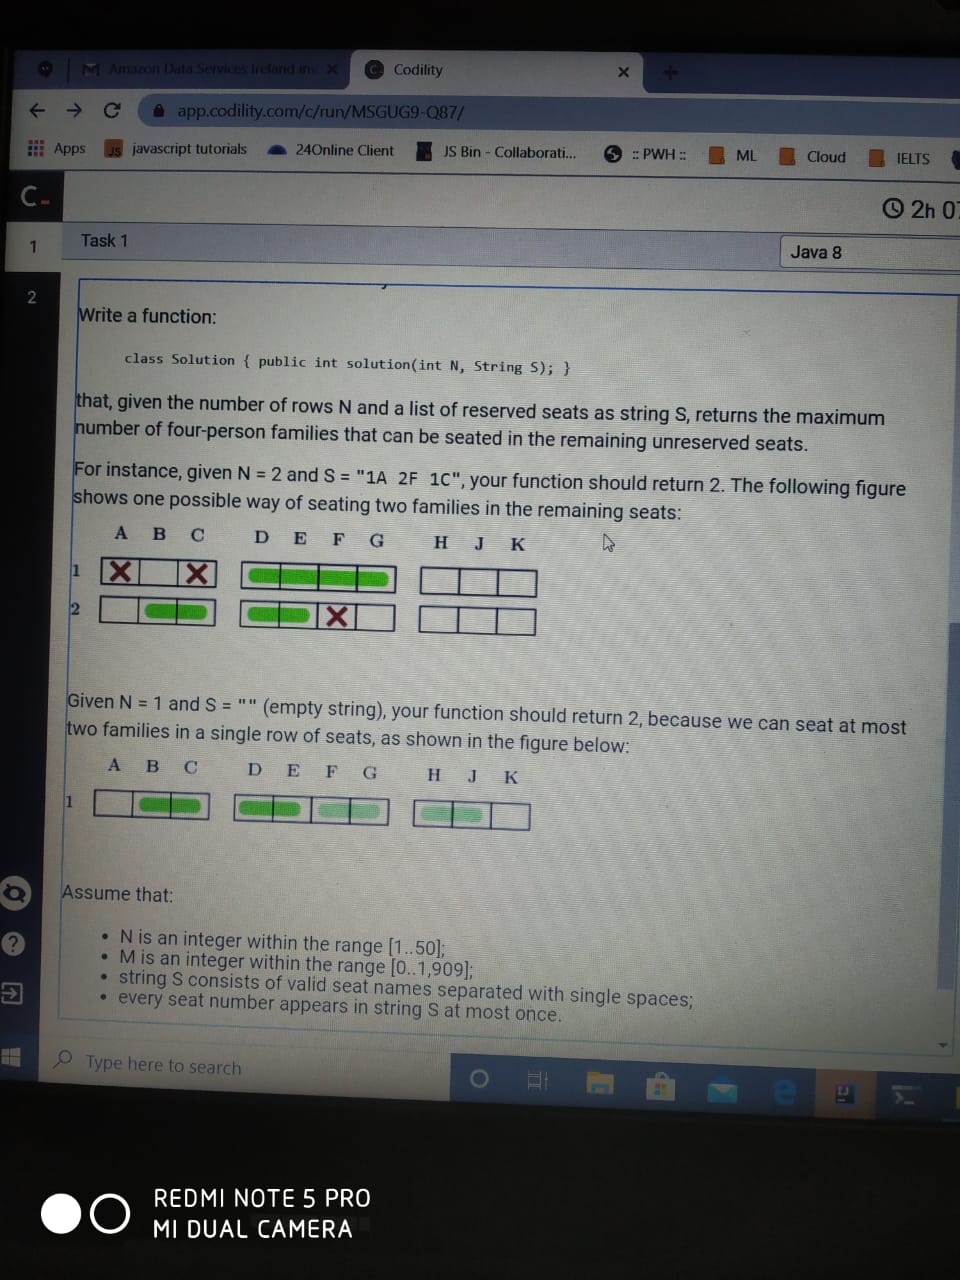 Amazon Data Services Ireland inv
Codility
app.codility.com/c/run/MSGUG9-Q87/
Apps
JS
javascript tutorials
24Online Client
JS Bin - Collaborati...
:: PWH ::
ML
Cloud
IELTS
C-
2h 07
1
Task 1
Java 8
2
Write a function:
class Solution { public int solution(int N, String S); }
that, given the number of rows N and a list of reserved seats as string S, returns the maximum
number of four-person families that can be seated in the remaining unreserved seats.
For instance, given N = 2 and S = "1A 2F 1C", your function should return 2. The following figure
shows one possible way of seating two families in the remaining seats:
A B C D E F G H J K
1 X X
2 X
Given N = 1 and S = "" (empty string), your function should return 2, because we can seat at most
two families in a single row of seats, as shown in the figure below:
A B C D E F G H J K
1
Assume that:
• N is an integer within the range [1..50];
• M is an integer within the range [0..1,909];
• string S consists of valid seat names separated with single spaces;
• every seat number appears in string S at most once.
?
Type here to search
IJ
REDMI NOTE 5 PRO
MI DUAL CAMERA